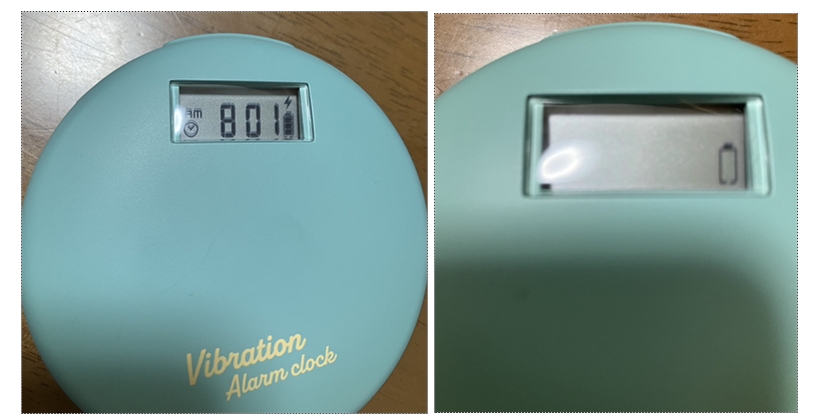 am
801
Vibration
Alarm clock